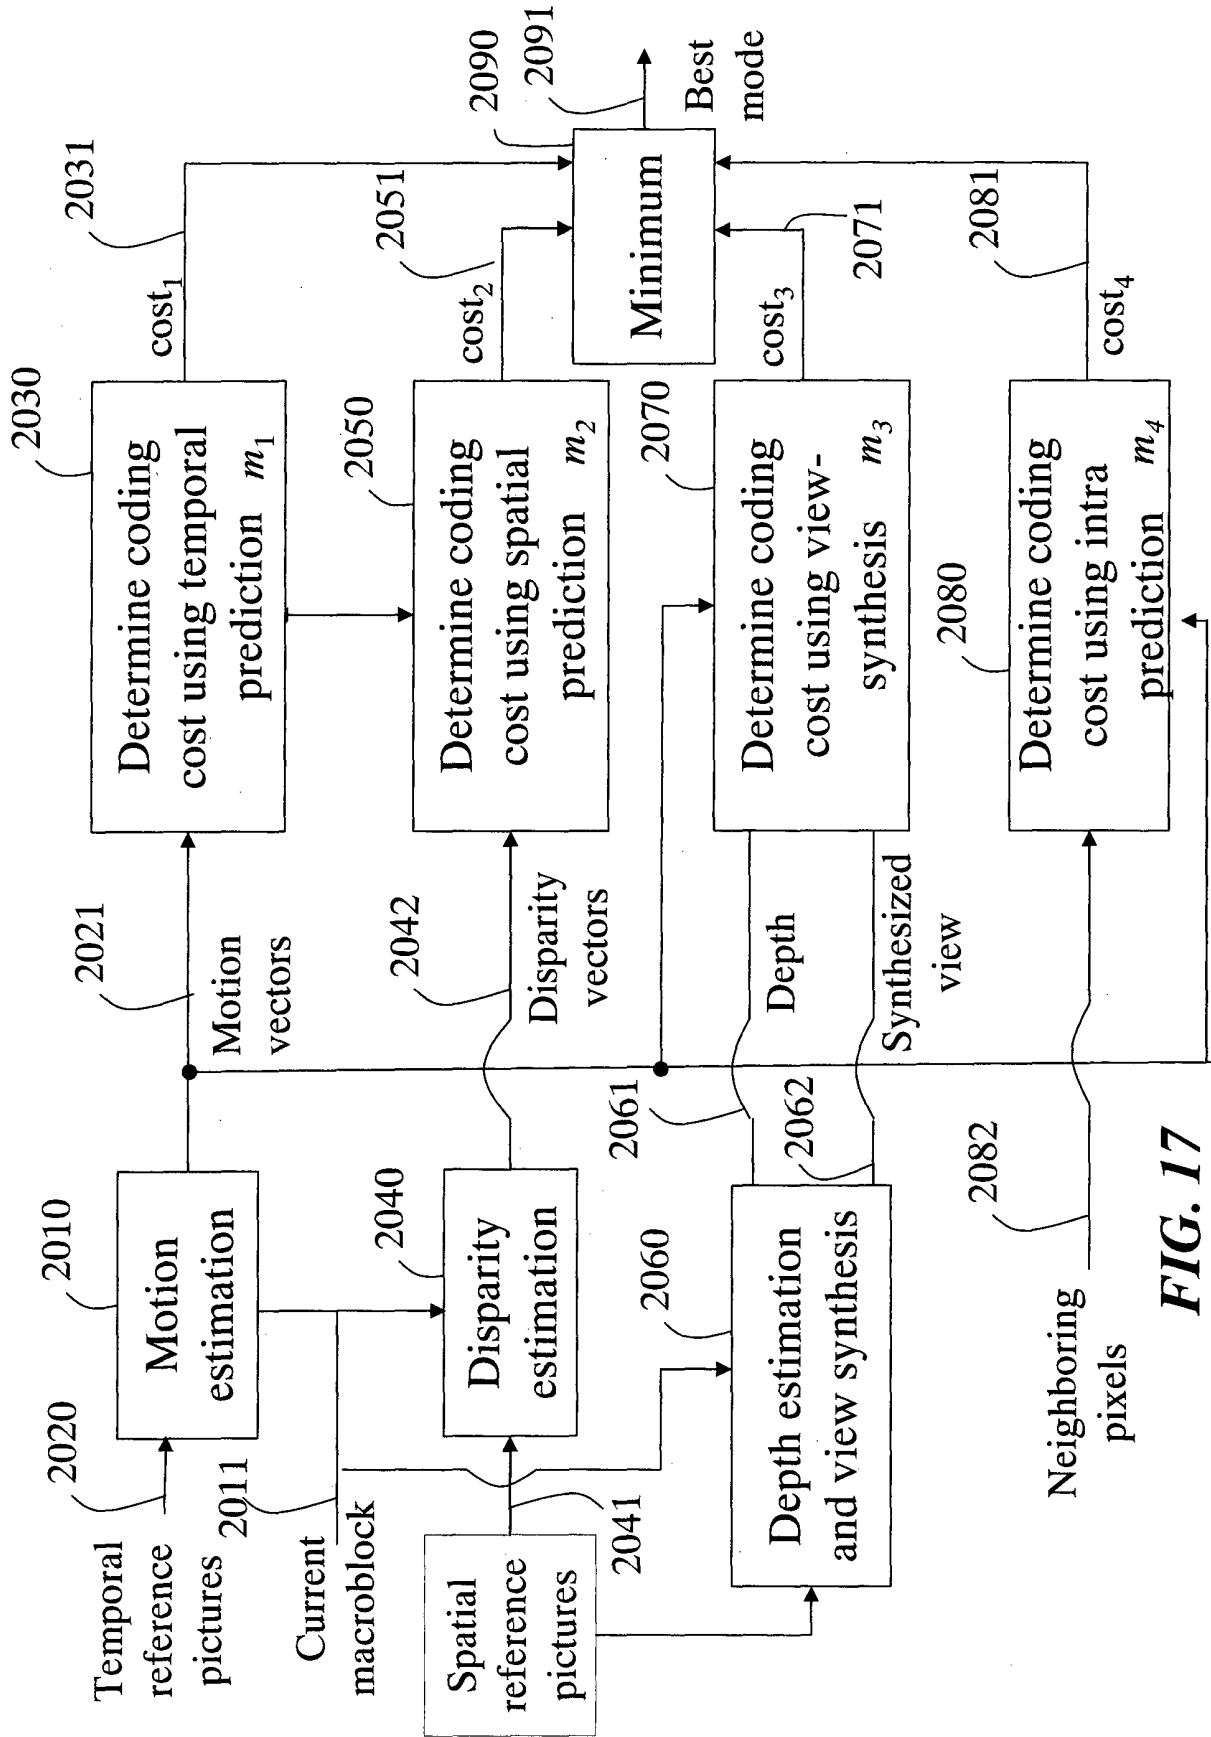 Temporal
reference
pictures
2020
2010
Motion
estimation
2021
Motion
vectors
2030
Determine coding
cost using temporal
prediction m₁
cost₁
2031
2011
Current
macroblock
2040
Disparity
estimation
2042
Disparity
vectors
2050
Determine coding
cost using spatial
prediction m₂
cost₂
2051
2090
2091
Minimum
Best
mode
Spatial
reference
pictures
2041
2060
Depth estimation
and view synthesis
2061
2062
Depth
Synthesized
view
2070
Determine coding
cost using view-
synthesis m₃
cost₃
2071
Neighboring
pixels
2082
2080
Determine coding
cost using intra
prediction m₄
cost₄
2081
FIG. 17